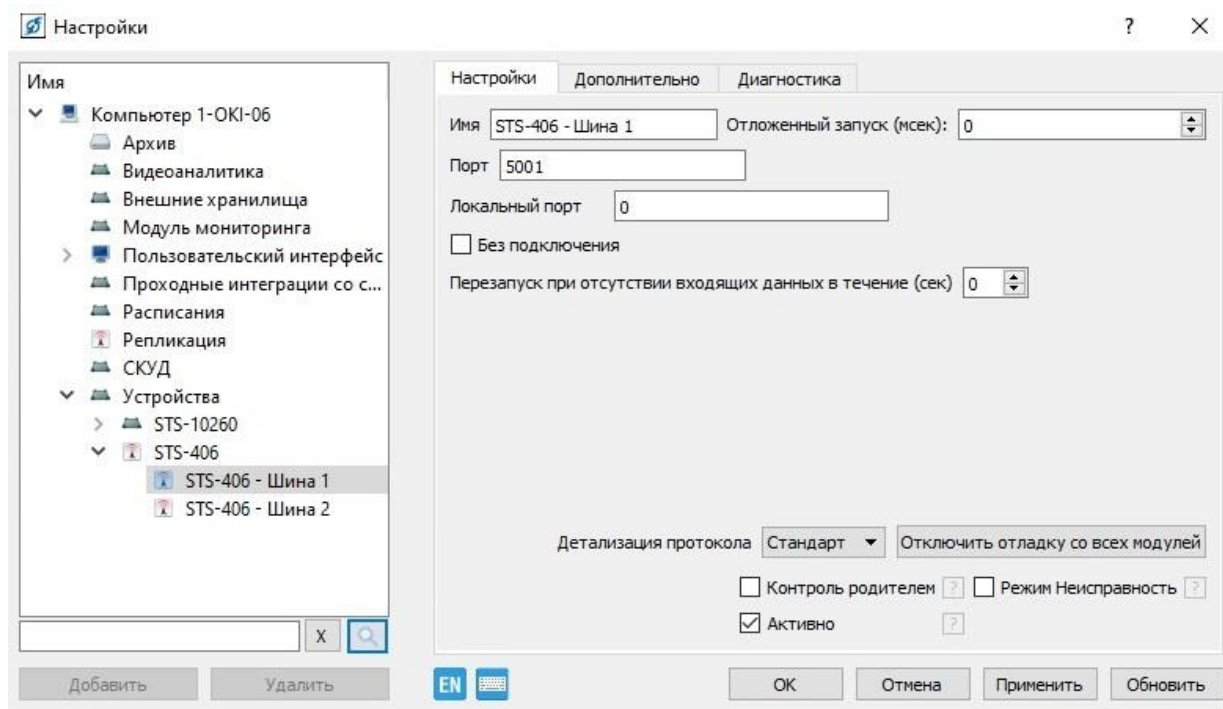 Настройки
? X
Имя
Компьютер 1-OKI-06
Архив
Видеоаналитика
Внешние хранилища
Модуль мониторинга
Пользовательский интерфейс
Проходные интеграции со с...
Расписания
Репликация
СКУД
Устройства
STS-10260
STS-406
STS-406 - Шина 1
STS-406 - Шина 2
X
Добавить Удалить
Настройки Дополнительно Диагностика
Имя STS-406 - Шина 1 Отложенный запуск (мсек): 0
Порт 5001
Локальный порт 0
Без подключения
Перезапуск при отсутствии входящих данных в течение (сек) 0
Детализация протокола Стандарт Отключить отладку со всех модулей
Контроль родителем ? Режим Неисправность ?
Активно ?
EN OK Отмена Применить Обновить